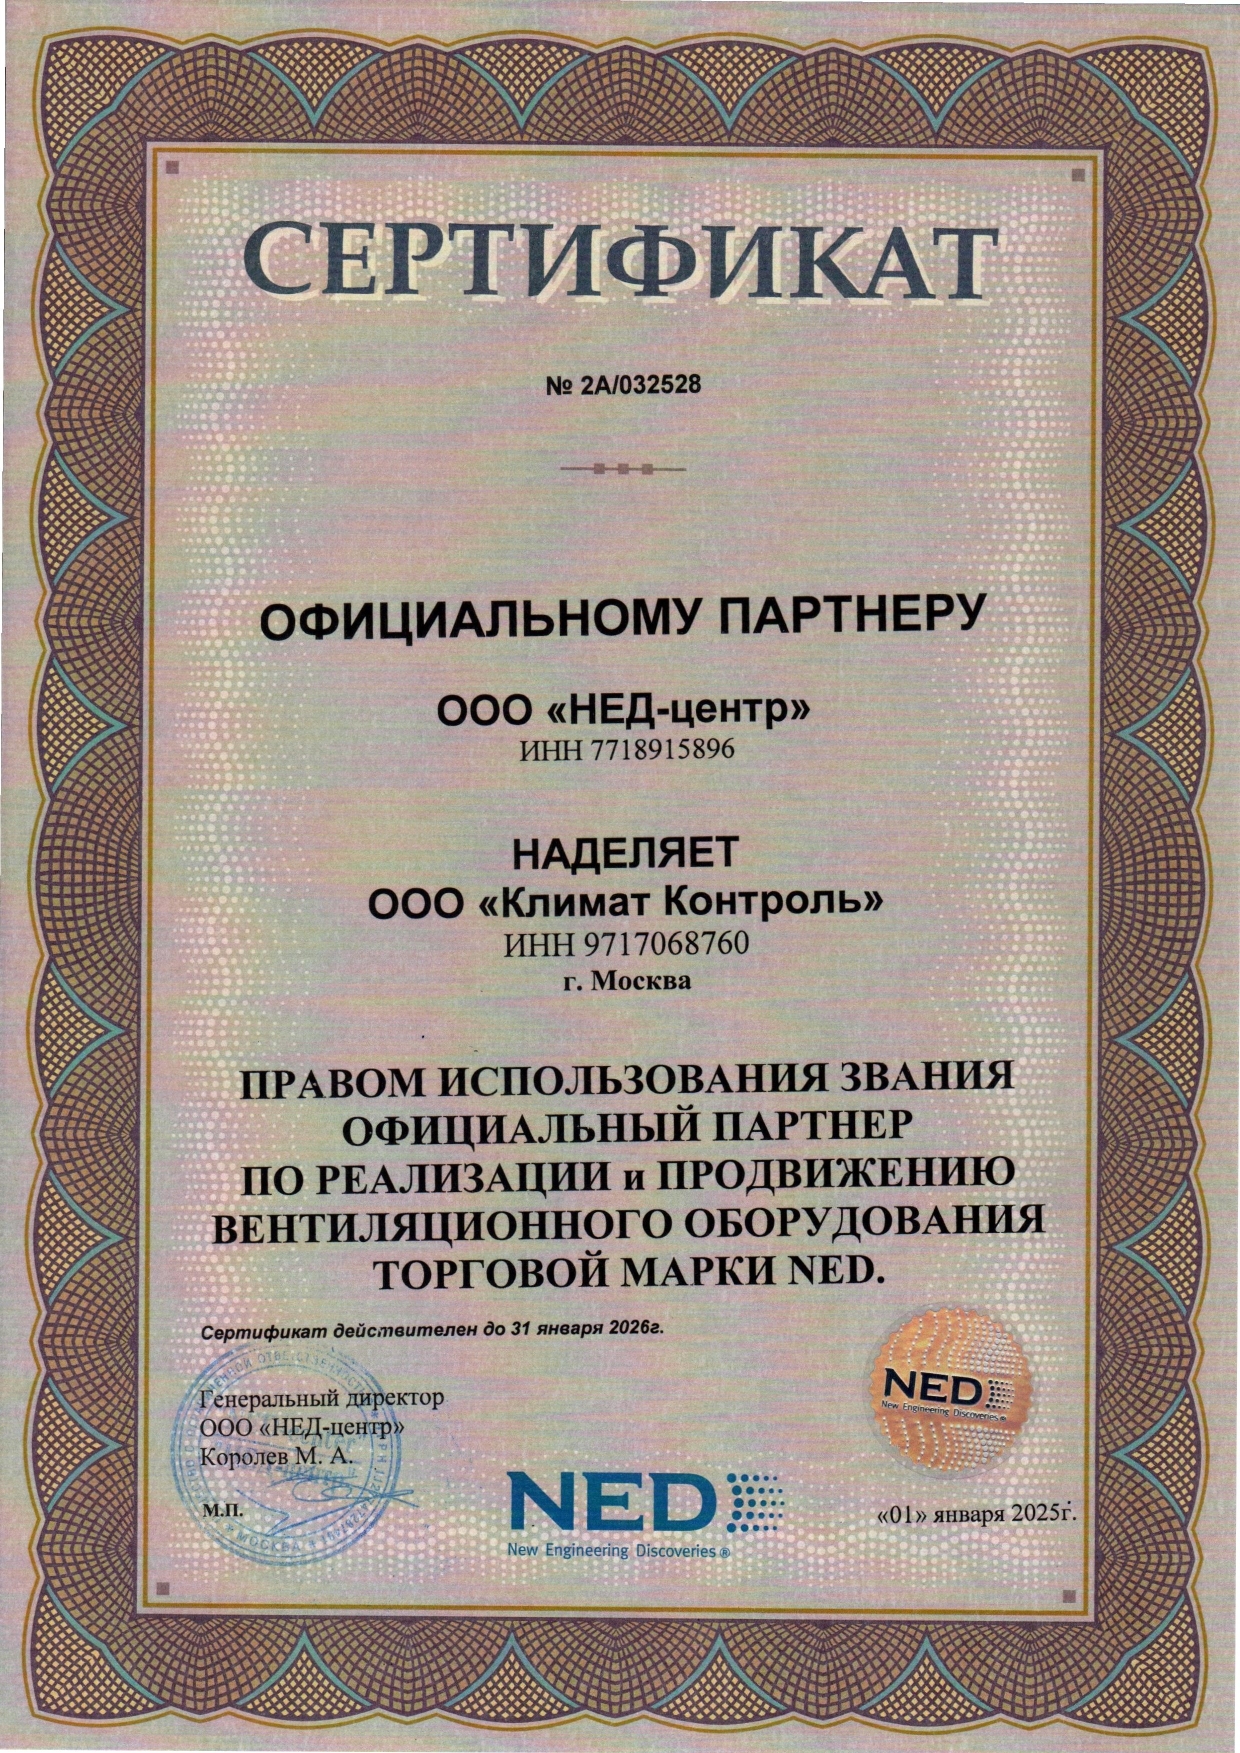 СЕРТИФИКАТ
№ 2А/032528
ОФИЦИАЛЬНОМУ ПАРТНЕРУ
ООО «НЕД-центр»
ИНН 7718915896
НАДЕЛЯЕТ
ООО «Климат Контроль»
ИНН 9717068760
г. Москва
ПРАВОМ ИСПОЛЬЗОВАНИЯ ЗВАНИЯ
ОФИЦИАЛЬНЫЙ ПАРТНЕР
ПО РЕАЛИЗАЦИИ и ПРОДВИЖЕНИЮ
ВЕНТИЛЯЦИОННОГО ОБОРУДОВАНИЯ
ТОРГОВОЙ МАРКИ NED.
Сертификат действителен до 31 января 2026г.
Генеральный директор
ООО «НЕД-центр»
Королев М. А.
М.П.
МОСКВА
NED
New Engineering Discoveries®
NED
New Engineering Discoveries®
«01» января 2025г.